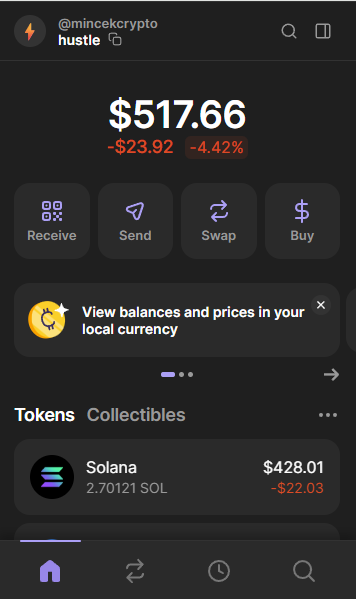 @mincekcrypto
hustle
$517.66
-$23.92 -4.42%
Receive Send Swap Buy
View balances and prices in your
local currency
Tokens Collectibles
Solana $428.01
2.70121 SOL -$22.03